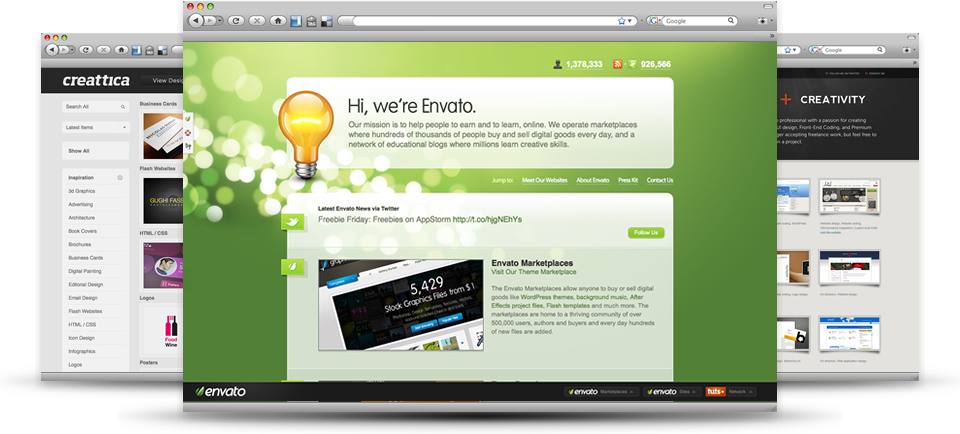 Google
Google
Google
creattica
View Desi
Search All
Latest Items
Show All
Inspiration
3d Graphics
Advertising
Architecture
Book Covers
Brochures
Business Cards
Digital Painting
Editorial Design
Email Design
Flash Websites
HTML / CSS
Icon Design
Infographics
Logos
Business Cards
Flash Websites
GUGHI FASS
HTML / CSS
Logos
Food
Wine
Posters
1,378,333
926,566
Hi, we're Envato.
Our mission is to help people to earn and to learn, online. We operate marketplaces
where hundreds of thousands of people buy and sell digital goods every day, and a
network of educational blogs where millions learn creative skills.
Jump to: Meet Our Websites About Envato Press Kit Contact Us
Latest Envato News via Twitter
Freebie Friday: Freebies on AppStorm http://t.co/hjgNEhYs
Follow Us
5,429
Stock Graphics Files from $1
Envato Marketplaces
Visit Our Theme Marketplace
The Envato Marketplaces allow anyone to buy or sell digital
goods like WordPress themes, background music, After
Effects project files, Flash templates and much more. The
marketplaces are home to a thriving community of over
500,000 users, authors and buyers and every day hundreds
of new files are added.
envato
envato Marketplaces
envato Sites
tuts+ Network
+ CREATIVITY
professional with a passion for creating
UI design, Front-End Coding, and Premium
longer accepting freelance work, but feel free to
on a project.